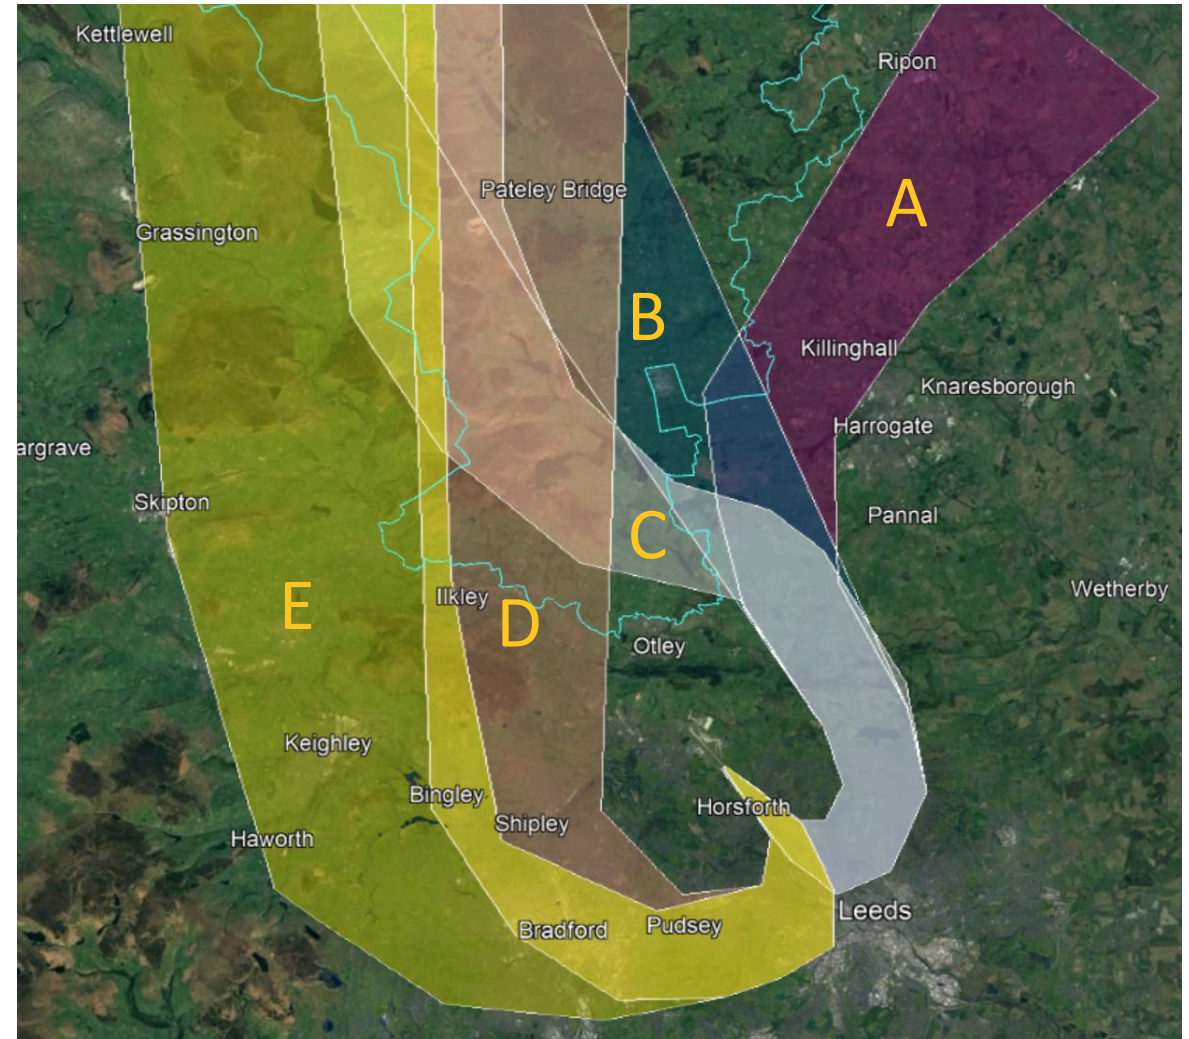 Kettlewell
Ripon
A
Pateley Bridge
Grassington
B
Killinghall
Knaresborough
Harrogate
argrave
Skipton
Pannal
C
Wetherby
E
Ilkley
D
Otley
Keighley
Bingley
Horsforth
Shipley
Haworth
Leeds
Bradford
Pudsey